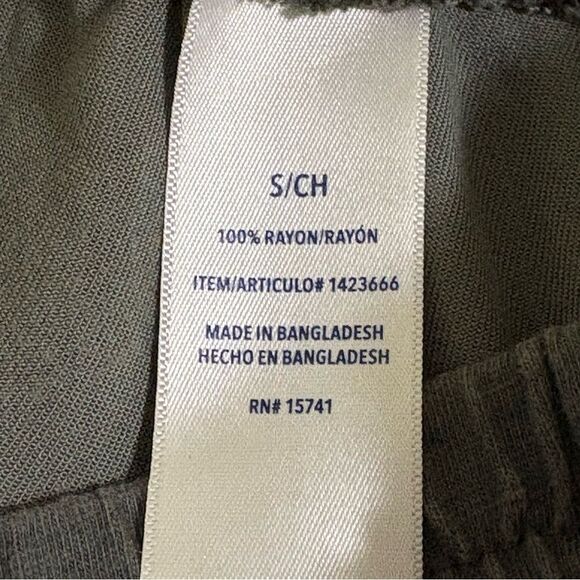 S/CH
100% RAYON/RAYÓN
ITEM/ARTICULO# 1423666
MADE IN BANGLADESH
HECHO EN BANGLADESH
RN# 15741